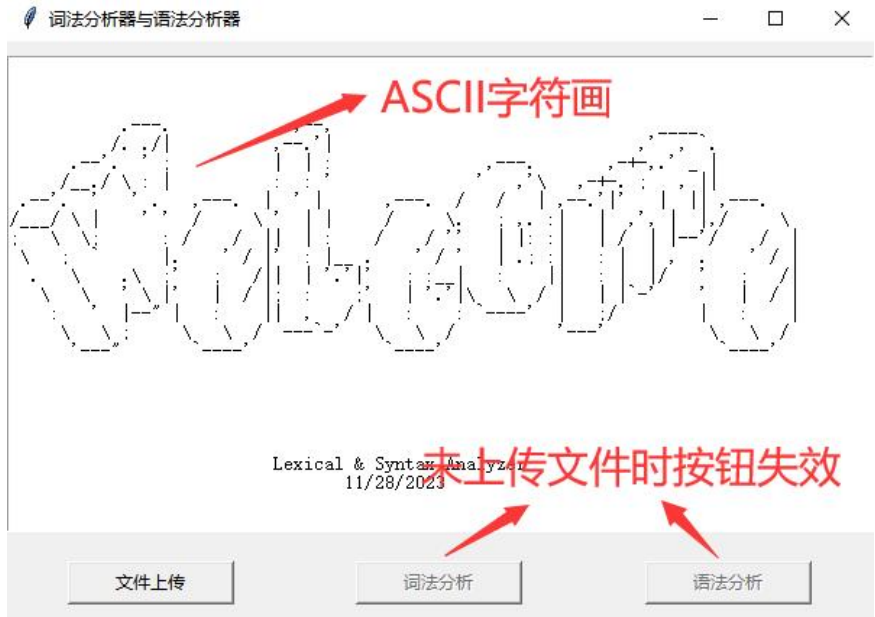 词法分析器与语法分析器
ASCII字符画
Welcome
Lexical & Syntax Analyzer
未上传文件时按钮失效
11/28/2023
文件上传
词法分析
语法分析